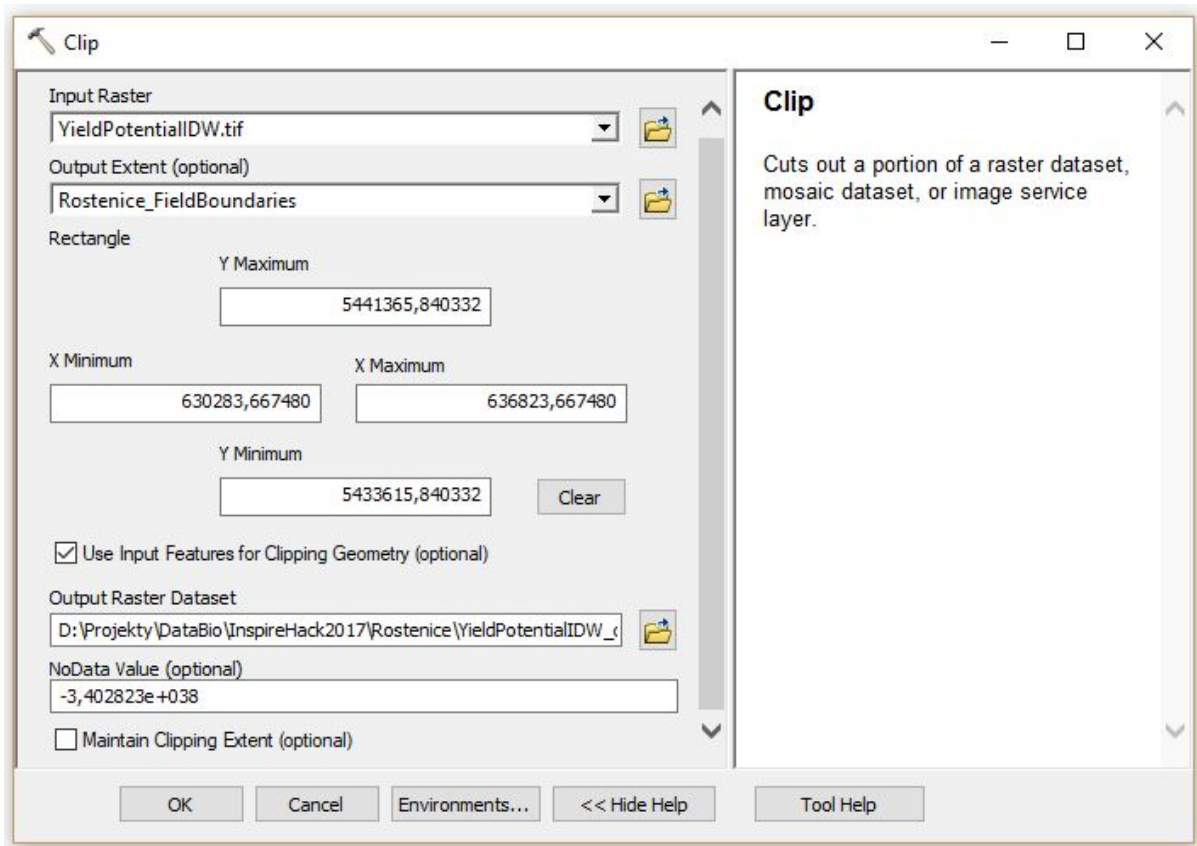 Clip
Input Raster
YieldPotentialIDW.tif
Output Extent (optional)
Rostenice_FieldBoundaries
Rectangle
Y Maximum
5441365,840332
X Minimum
X Maximum
630283,667480
636823,667480
Y Minimum
5433615,840332
Clear
Use Input Features for Clipping Geometry (optional)
Output Raster Dataset
D:\Projekty\DataBio\InspireHack2017\Rostenice\YieldPotentialIDW_c
NoData Value (optional)
-3,402823e+038
Maintain Clipping Extent (optional)
OK
Cancel
Environments...
<< Hide Help
Tool Help
Clip
Cuts out a portion of a raster dataset,
mosaic dataset, or image service
layer.